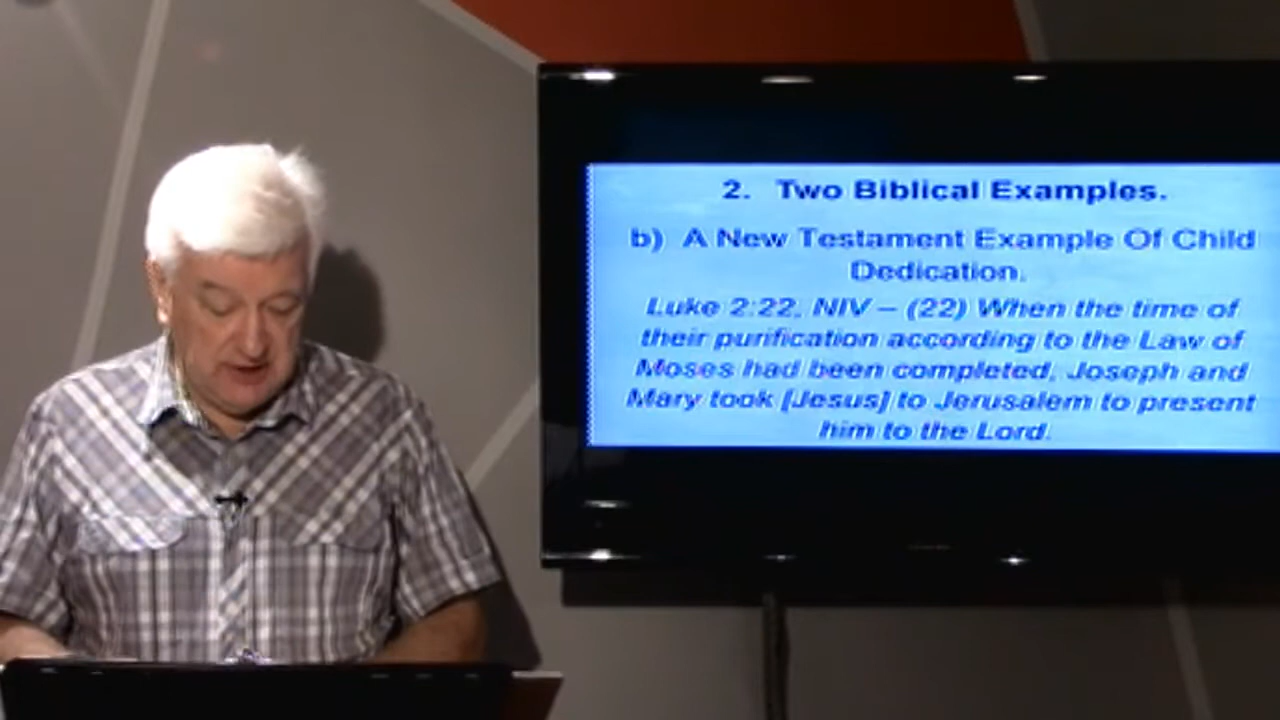 2. Two Biblical Examples.
b) A New Testament Example Of Child
Dedication.
Luke 2:22, NIV – (22) When the time of
their purification according to the Law of
Moses had been completed, Joseph and
Mary took [Jesus] to Jerusalem to present
him to the Lord.